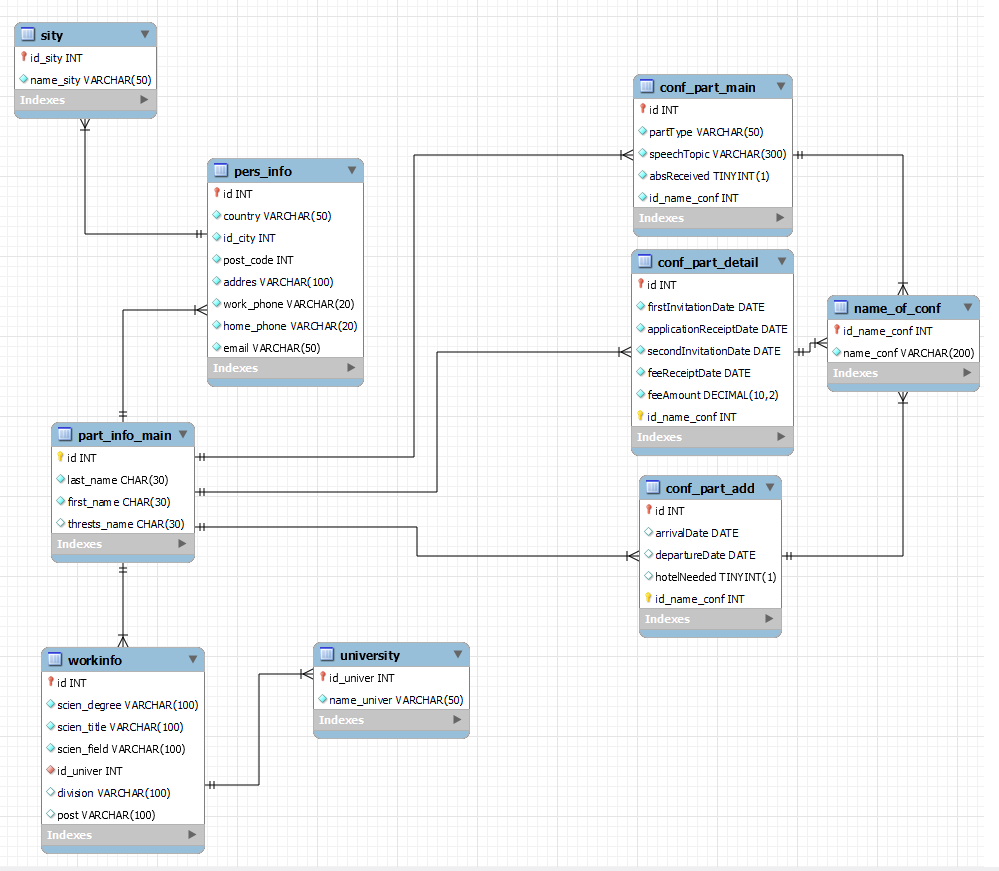 sity
id_sity INT
name_sity VARCHAR(50)
Indexes
pers_info
id INT
country VARCHAR(50)
id_city INT
post_code INT
addres VARCHAR(100)
work_phone VARCHAR(20)
home_phone VARCHAR(20)
email VARCHAR(50)
Indexes
part_info_main
id INT
last_name CHAR(30)
first_name CHAR(30)
thrests_name CHAR(30)
Indexes
workinfo
id INT
scien_degree VARCHAR(100)
scien_title VARCHAR(100)
scien_field VARCHAR(100)
id_univer INT
division VARCHAR(100)
post VARCHAR(100)
Indexes
university
id_univer INT
name_univer VARCHAR(50)
Indexes
conf_part_main
id INT
partType VARCHAR(50)
speechTopic VARCHAR(300)
absReceived TINYINT(1)
id_name_conf INT
Indexes
conf_part_detail
id INT
firstInvitationDate DATE
applicationReceiptDate DATE
secondInvitationDate DATE
feeReceiptDate DATE
feeAmount DECIMAL(10,2)
id_name_conf INT
Indexes
conf_part_add
id INT
arrivalDate DATE
departureDate DATE
hotelNeeded TINYINT(1)
id_name_conf INT
Indexes
name_of_conf
id_name_conf INT
name_conf VARCHAR(200)
Indexes